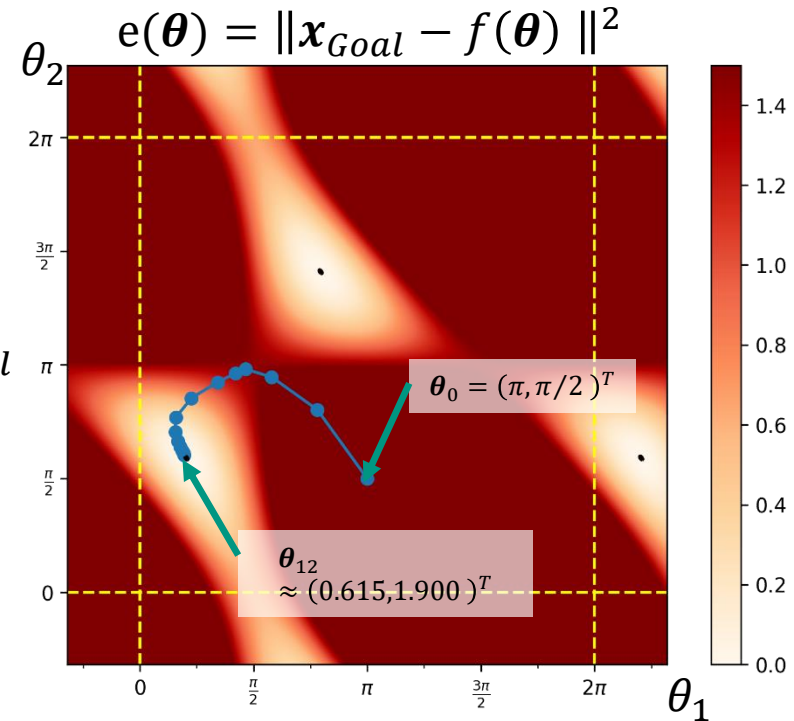 e(θ) = ‖x_Goal − f(θ) ‖²
θ₂
2π
3π/2
π
π/2
0
l
θ₀ = (π, π/2 )ᵀ
θ₁₂
≈ (0.615,1.900 )ᵀ
0
π/2
π
3π/2
2π
θ₁
1.4
1.2
1.0
0.8
0.6
0.4
0.2
0.0